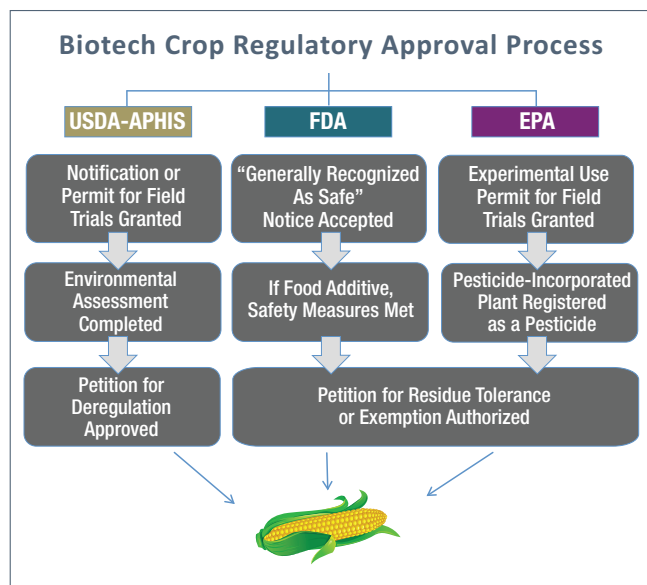 Biotech Crop Regulatory Approval Process
USDA-APHIS
FDA
EPA
Notification or
Permit for Field
Trials Granted
“Generally Recognized
As Safe”
Notice Accepted
Experimental Use
Permit for Field
Trials Granted
Environmental
Assessment
Completed
If Food Additive,
Safety Measures Met
Pesticide-Incorporated
Plant Registered
as a Pesticide
Petition for
Deregulation
Approved
Petition for Residue Tolerance
or Exemption Authorized